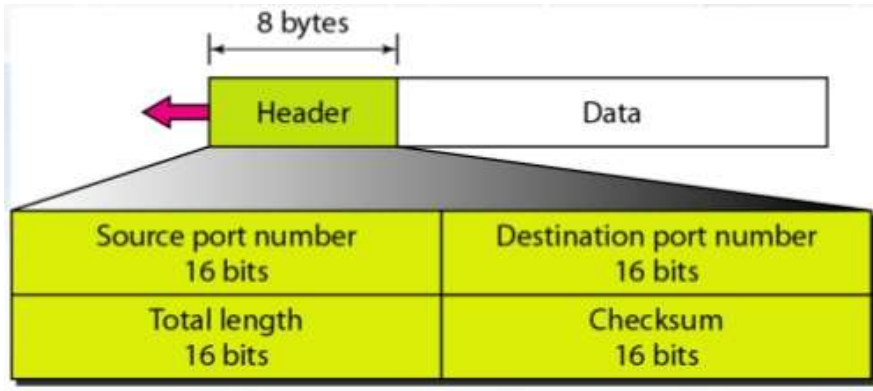 8 bytes
Header
Data
Source port number
16 bits
Destination port number
16 bits
Total length
16 bits
Checksum
16 bits